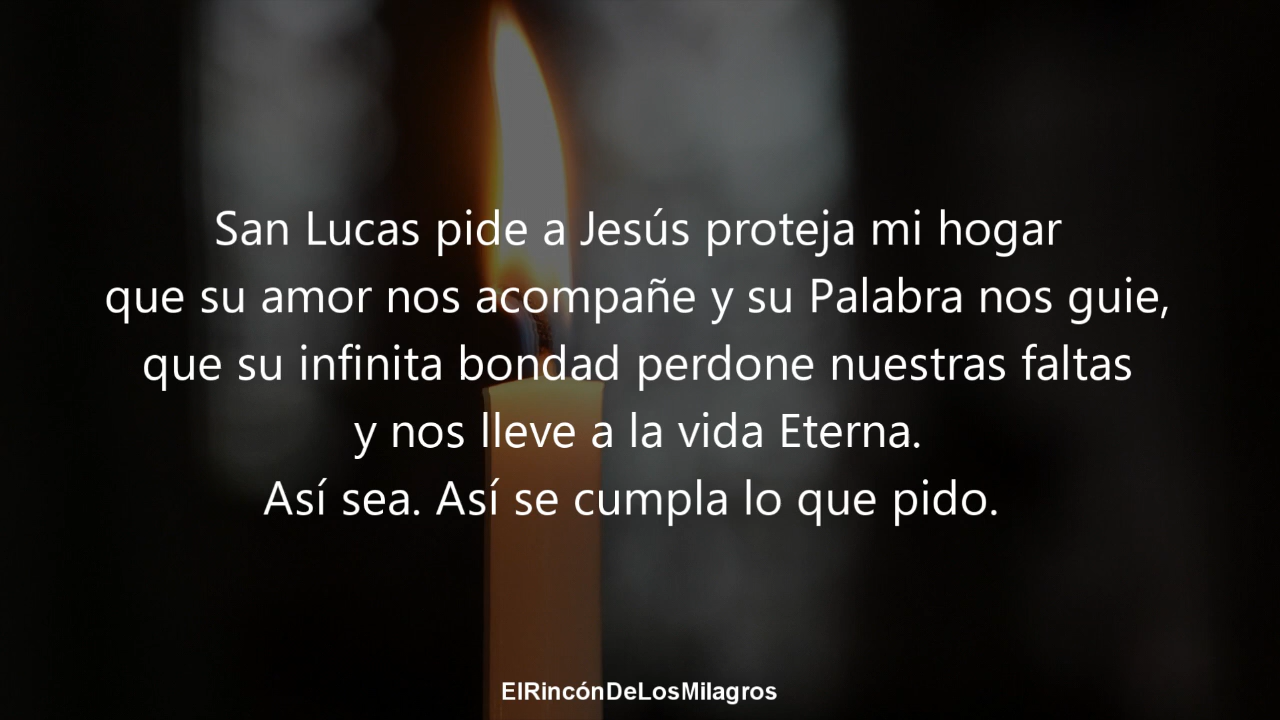 San Lucas pide a Jesús proteja mi hogar
que su amor nos acompañe y su Palabra nos guie,
que su infinita bondad perdone nuestras faltas
y nos lleve a la vida Eterna.
Así sea. Así se cumpla lo que pido.
ElRincónDeLosMilagros